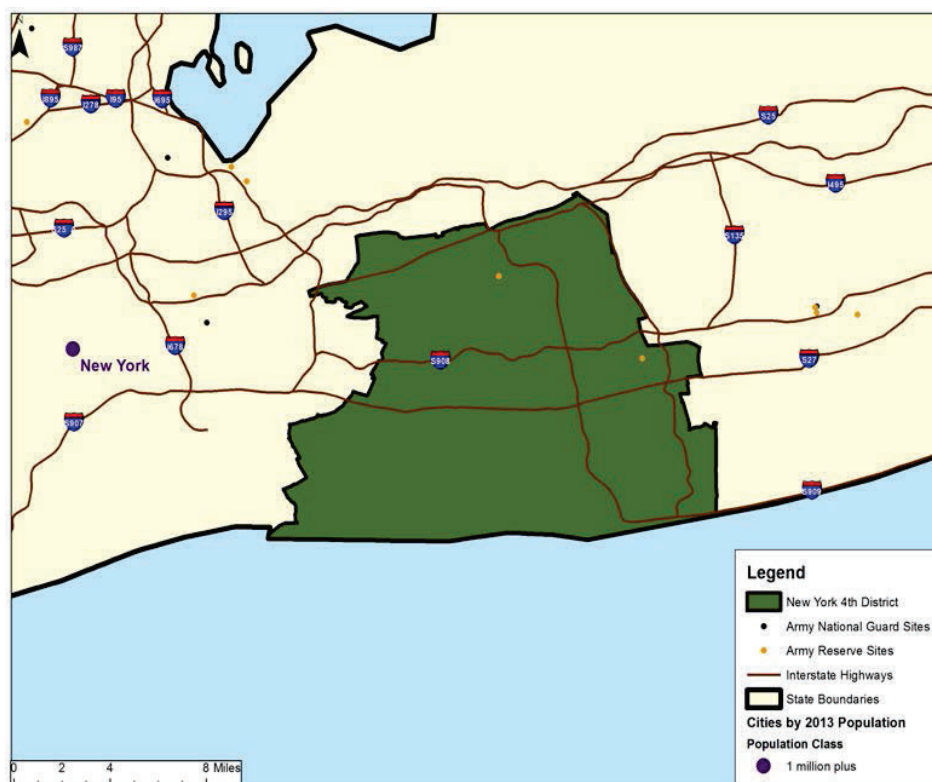 N
S987
I895
I278
I95
I695
S25
I495
I295
S25
S135
I678
New York
S908
S27
S907
S909
Legend
New York 4th District
Army National Guard Sites
Army Reserve Sites
Interstate Highways
State Boundaries
Cities by 2013 Population
Population Class
1 million plus
0 2 4 8 Miles